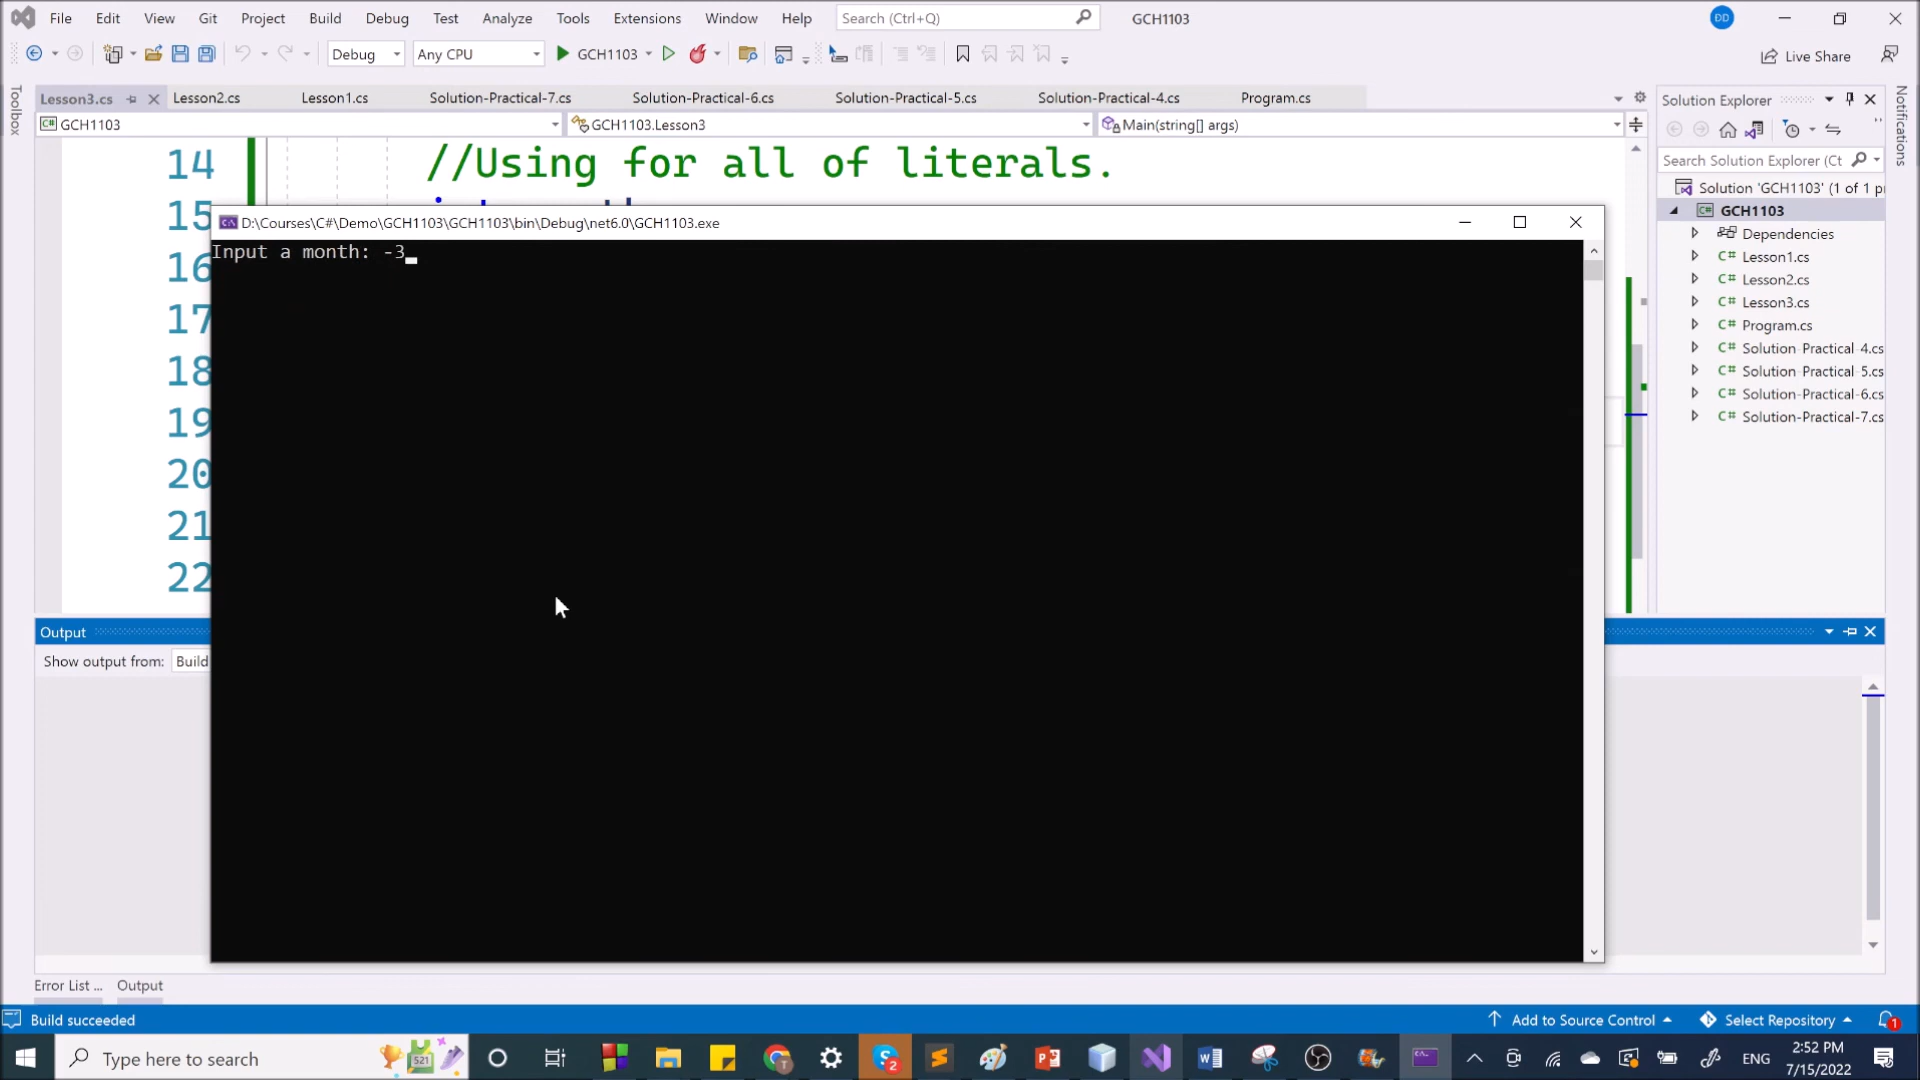 File Edit View Git Project Build Debug Test Analyze Tools Extensions Window Help Search (Ctrl+Q) GCH1103 DD
Debug Any CPU GCH1103 Live Share
Lesson3.cs Lesson2.cs Lesson1.cs Solution-Practical-7.cs Solution-Practical-6.cs Solution-Practical-5.cs Solution-Practical-4.cs Program.cs
GCH1103 GCH1103.Lesson3 Main(string[] args)
Toolbox
14 //Using for all of literals.
15
16
17
18
19
20
21
22
D:\Courses\C#\Demo\GCH1103\GCH1103\bin\Debug\net6.0\GCH1103.exe
Input a month: -3
Solution Explorer
Search Solution Explorer (Ct
Solution 'GCH1103' (1 of 1 p
C# GCH1103
Dependencies
C# Lesson1.cs
C# Lesson2.cs
C# Lesson3.cs
C# Program.cs
C# Solution-Practical-4.cs
C# Solution-Practical-5.cs
C# Solution-Practical-6.cs
C# Solution-Practical-7.cs
Notifications
Output
Show output from: Build
Error List ... Output
Build succeeded Add to Source Control Select Repository 1
Type here to search 521 2 ENG 2:52 PM
7/15/2022